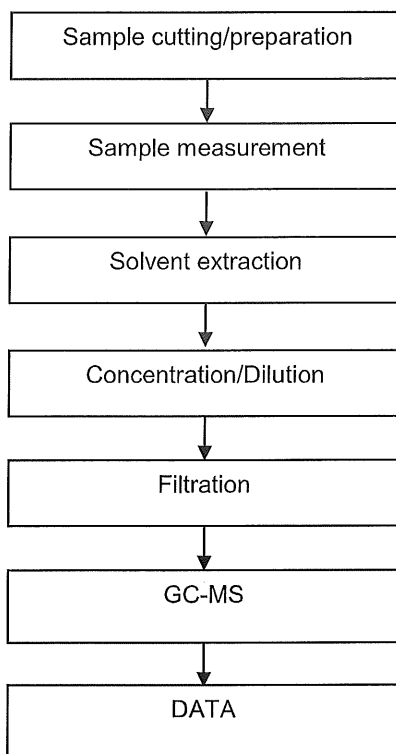 Sample cutting/preparation
Sample measurement
Solvent extraction
Concentration/Dilution
Filtration
GC-MS
DATA